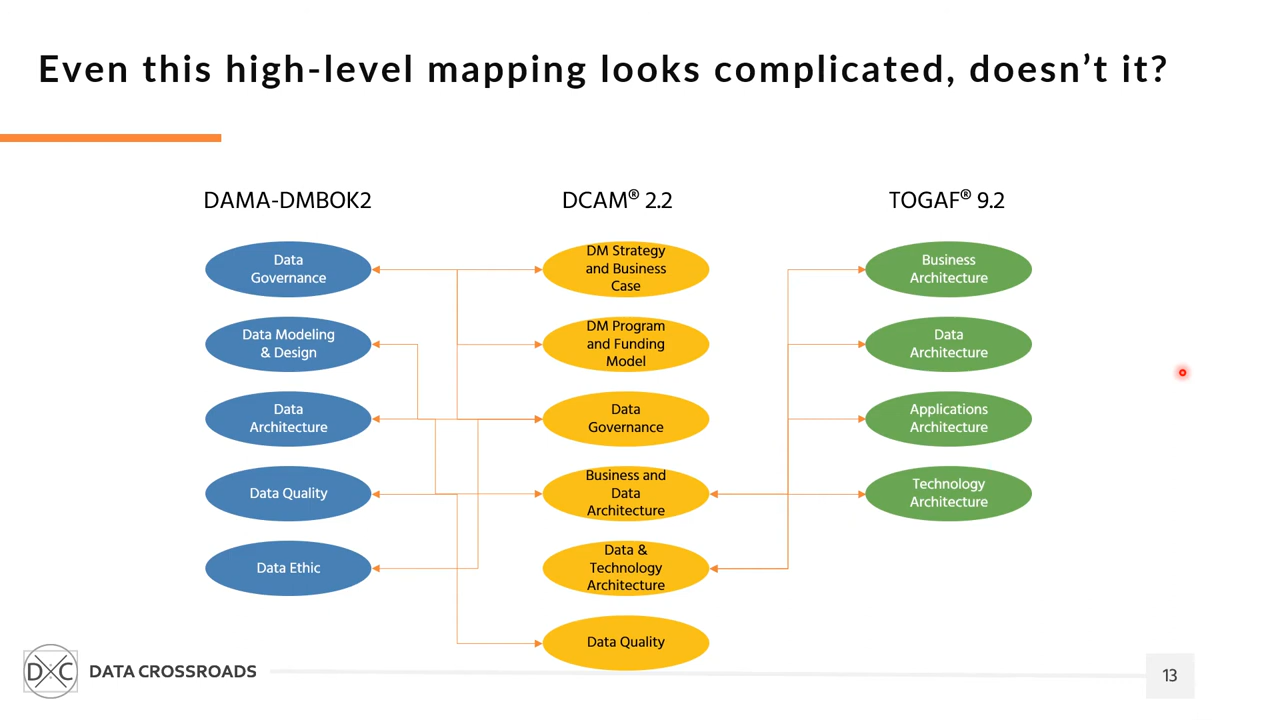 Even this high-level mapping looks complicated, doesn’t it?
DAMA-DMBOK2
DCAM® 2.2
TOGAF® 9.2
Data
Governance
DM Strategy
and Business
Case
Business
Architecture
Data Modeling
& Design
DM Program
and Funding
Model
Data
Architecture
Data
Architecture
Data
Governance
Applications
Architecture
Data Quality
Business and
Data
Architecture
Technology
Architecture
Data Ethic
Data &
Technology
Architecture
Data Quality
DXC
DATA CROSSROADS
13